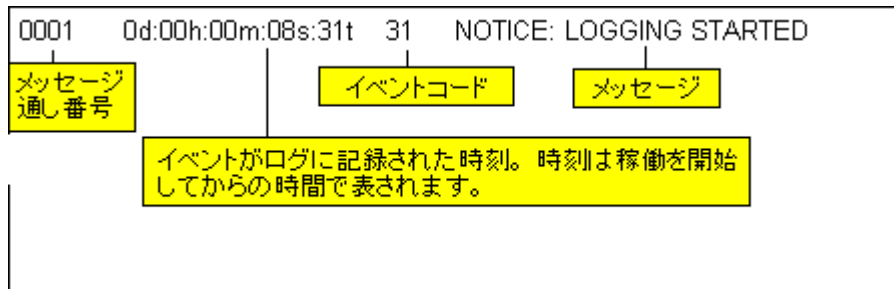 0001 0d:00h:00m:08s:31t 31 NOTICE: LOGGING STARTED
メッセージ
通し番号
イベントコード
メッセージ
イベントがログに記録された時刻。時刻は稼働を開始
してからの時間で表されます。